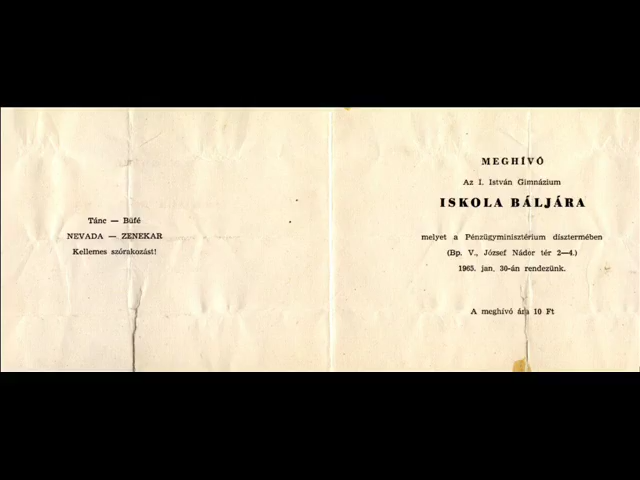 Tánc — Büfé
NEVADA — ZENEKAR
Kellemes szórakozást!
MEGHÍVÓ
Az I. István Gimnázium
ISKOLA BÁLJÁRA
melyet a Pénzügyminisztérium dísztermében
(Bp. V., József Nádor tér 2—4.)
1965. jan. 30-án rendezünk.
A meghívó ára 10 Ft